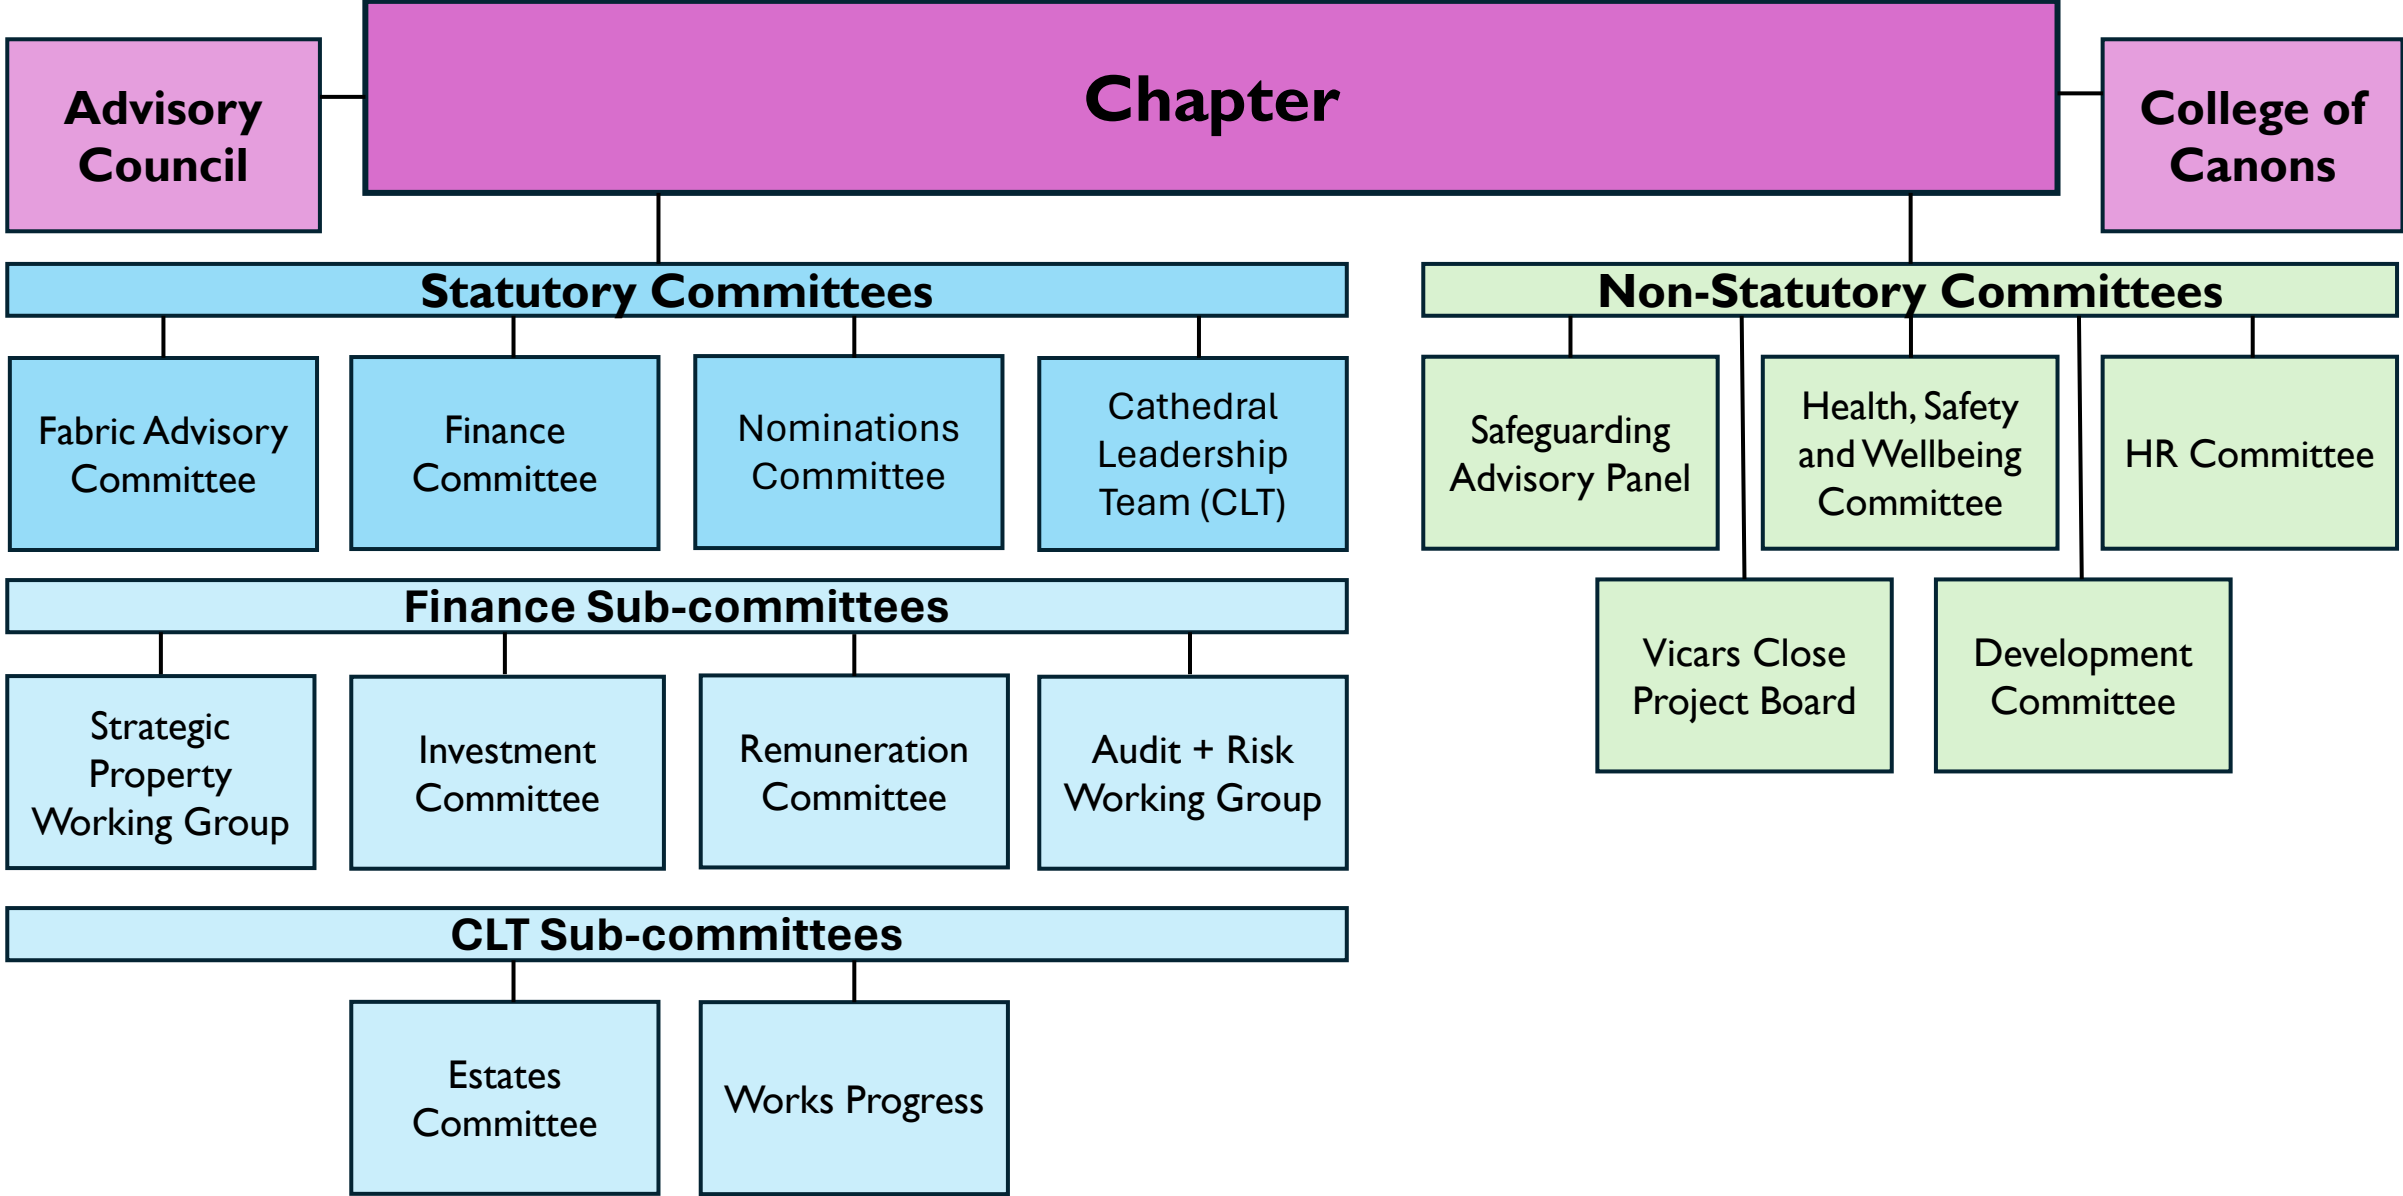 Advisory
Council
Chapter
College of
Canons
Statutory Committees
Non-Statutory Committees
Fabric Advisory
Committee
Finance
Committee
Nominations
Committee
Cathedral
Leadership
Team (CLT)
Safeguarding
Advisory Panel
Health, Safety
and Wellbeing
Committee
HR Committee
Vicars Close
Project Board
Development
Committee
Finance Sub-committees
Strategic
Property
Working Group
Investment
Committee
Remuneration
Committee
Audit + Risk
Working Group
CLT Sub-committees
Estates
Committee
Works Progress